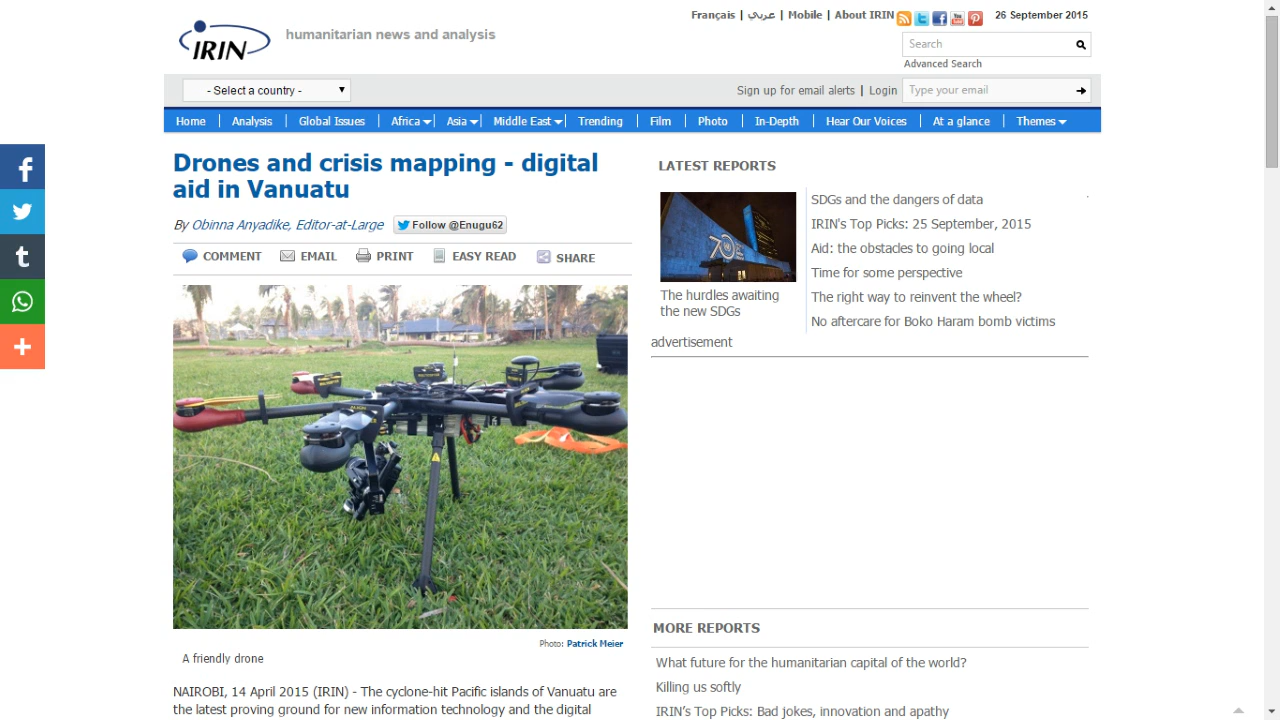 Français | عربي | Mobile | About IRIN
26 September 2015
IRIN
humanitarian news and analysis
Search
Advanced Search
- Select a country -
Sign up for email alerts | Login
Type your email
Home
Analysis
Global Issues
Africa
Asia
Middle East
Trending
Film
Photo
In-Depth
Hear Our Voices
At a glance
Themes
Drones and crisis mapping - digital
aid in Vanuatu
By Obinna Anyadike, Editor-at-Large
Follow @Enugu62
COMMENT
EMAIL
PRINT
EASY READ
SHARE
Photo: Patrick Meier
A friendly drone
NAIROBI, 14 April 2015 (IRIN) - The cyclone-hit Pacific islands of Vanuatu are
the latest proving ground for new information technology and the digital
LATEST REPORTS
70
The hurdles awaiting
the new SDGs
SDGs and the dangers of data
IRIN's Top Picks: 25 September, 2015
Aid: the obstacles to going local
Time for some perspective
The right way to reinvent the wheel?
No aftercare for Boko Haram bomb victims
advertisement
MORE REPORTS
What future for the humanitarian capital of the world?
Killing us softly
IRIN's Top Picks: Bad jokes, innovation and apathy